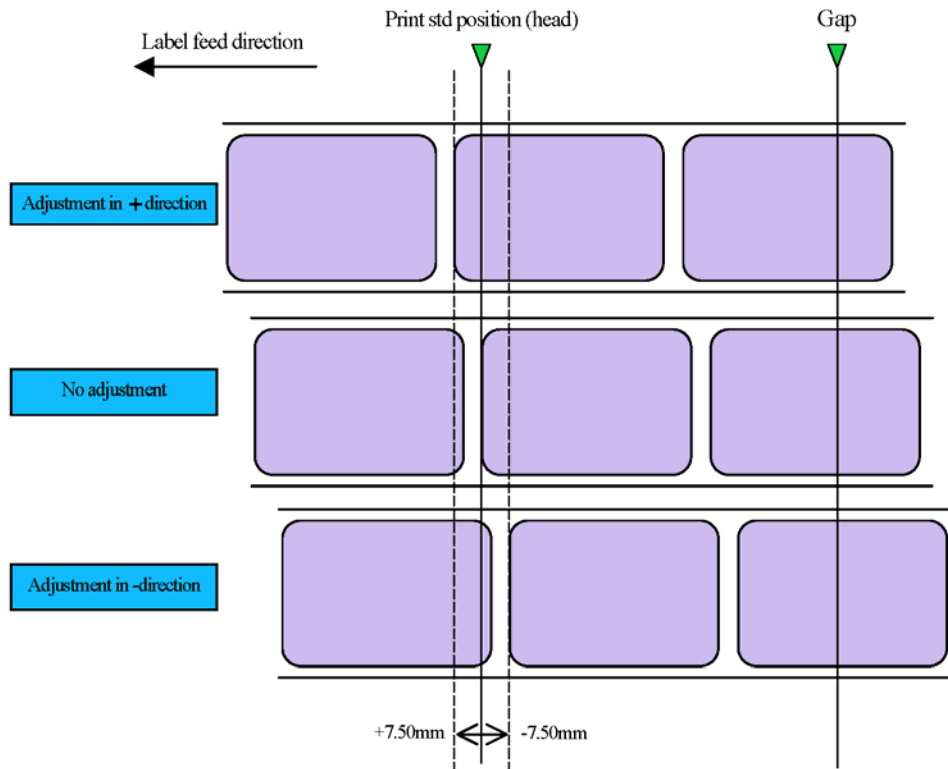 Print std position (head)
Gap
Label feed direction
Adjustment in + direction
No adjustment
Adjustment in -direction
+7.50mm
-7.50mm